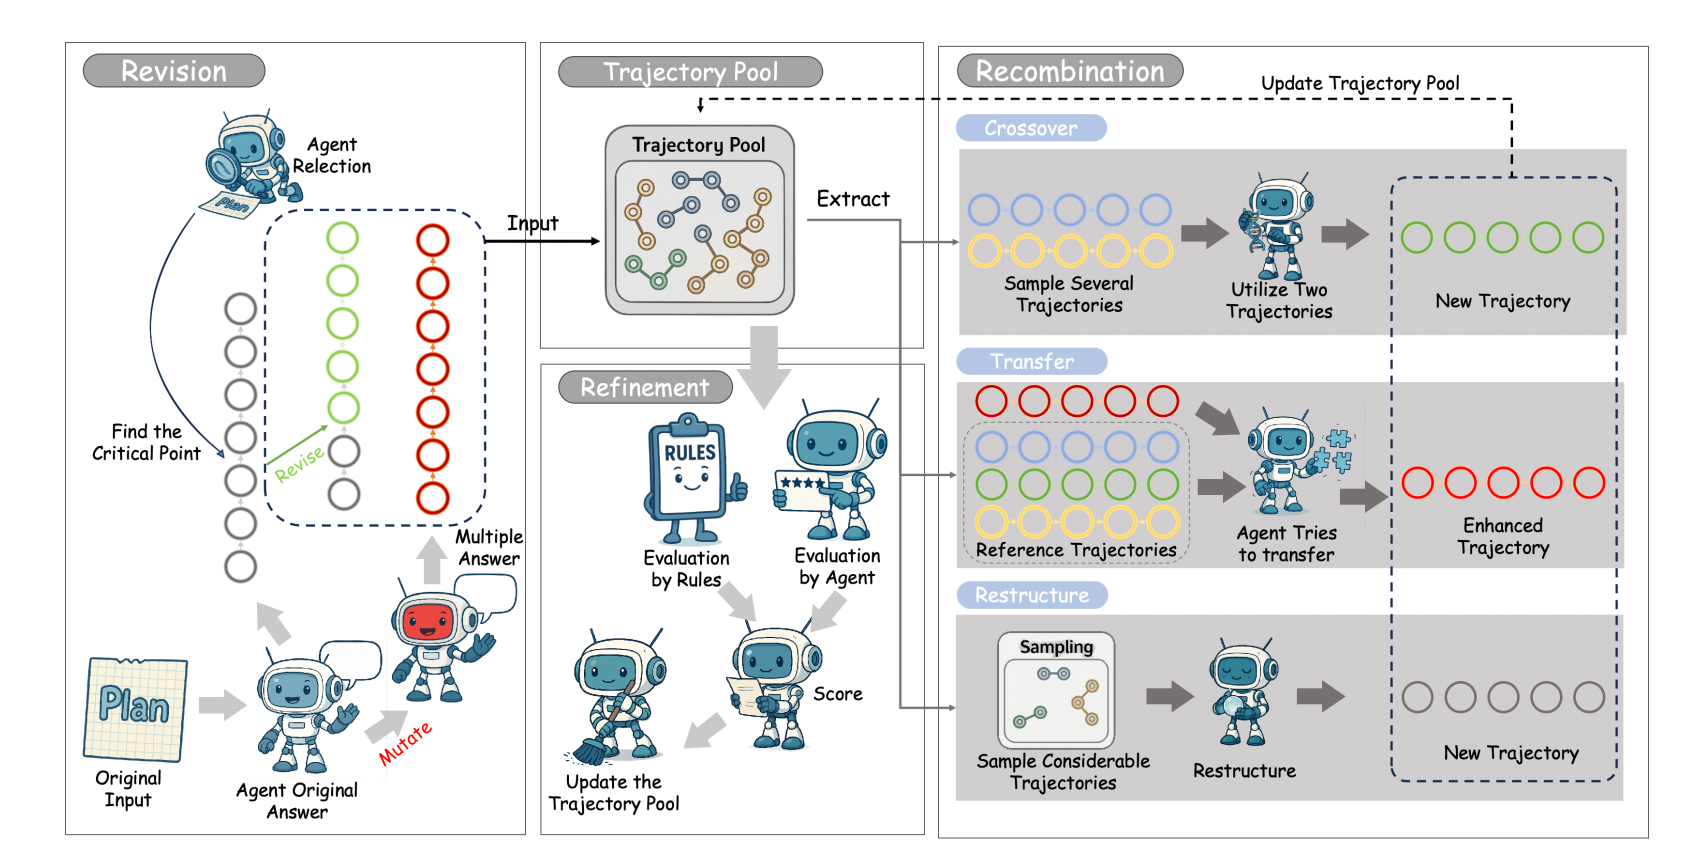 Revision
Agent
Relection
Plan
Find the
Critical Point
Revise
Multiple
Answer
Plan
Original
Input
Agent Original
Answer
Mutate
Input
Trajectory Pool
Trajectory Pool
Extract
Refinement
RULES
Evaluation
by Rules
Evaluation
by Agent
Score
Update the
Trajectory Pool
Recombination
Update Trajectory Pool
Crossover
Sample Several
Trajectories
Utilize Two
Trajectories
New Trajectory
Transfer
Reference Trajectories
Agent Tries
to transfer
Enhanced
Trajectory
Restructure
Sampling
Sample Considerable
Trajectories
Restructure
New Trajectory